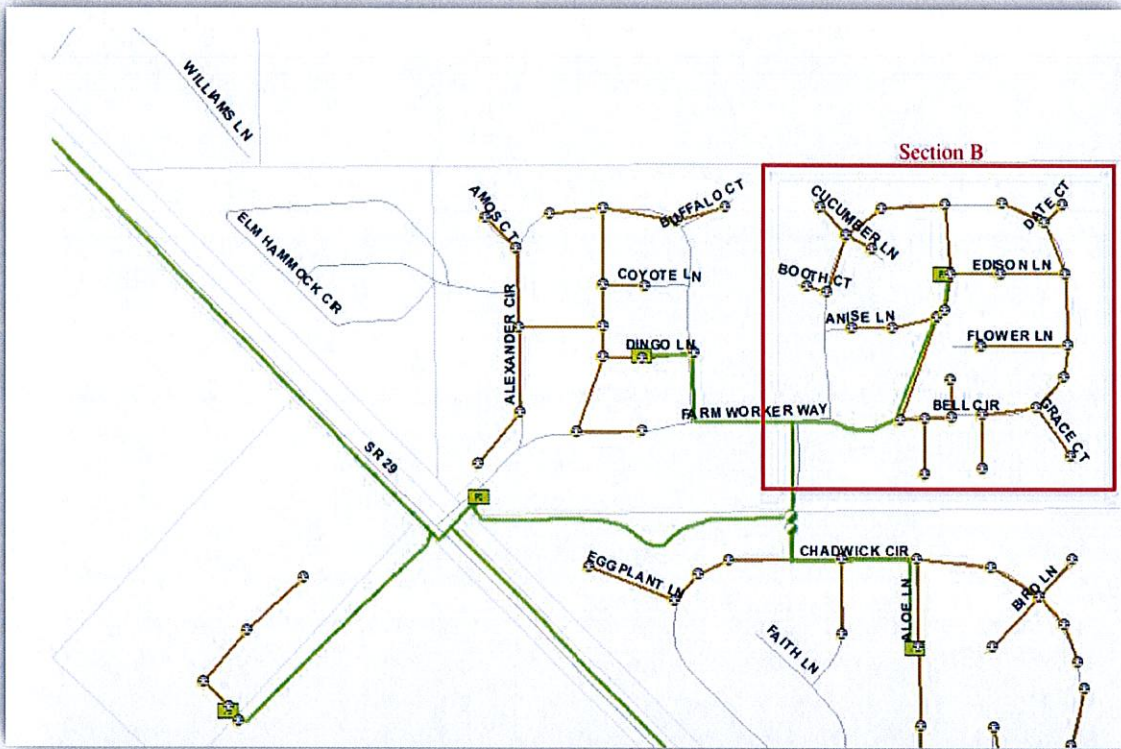 WILLIAMS LN
Section B
AMOS CT
BUFFALO CT
CUCUMBER LN
DATE CT
ELM HAMMOCK CIR
COYOTE LN
BOOTH CT
EDISON LN
ALEXANDER CIR
ANISE LN
DINGO LN
FLOWER LN
FARM WORKER WAY
BELL CIR
GRACE CT
SR 29
PS
EGGPLANT LN
CHADWICK CIR
BIRD LN
ALOE LN
FAITH LN